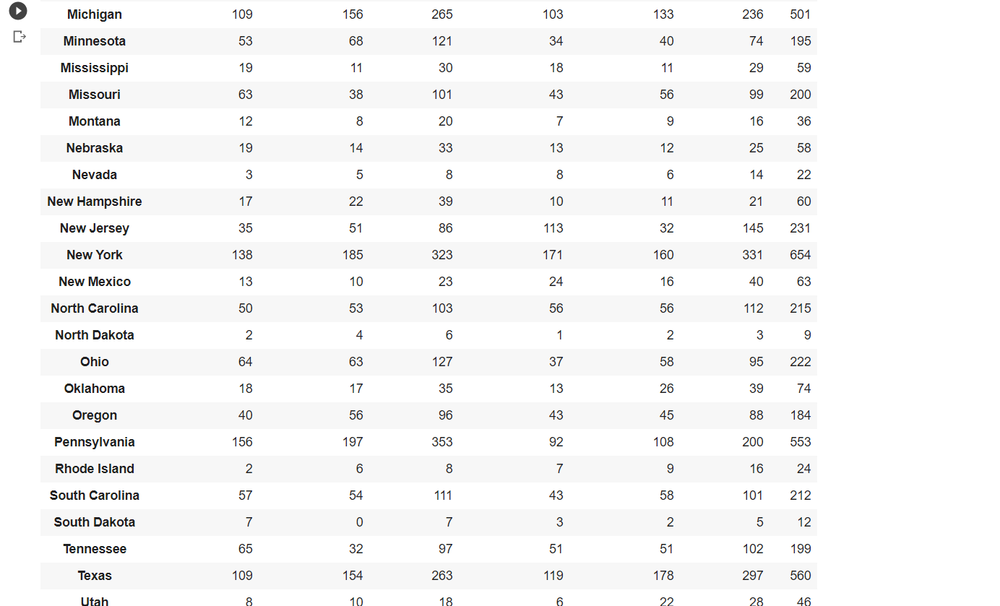 Michigan 109 156 265 103 133 236 501
Minnesota 53 68 121 34 40 74 195
Mississippi 19 11 30 18 11 29 59
Missouri 63 38 101 43 56 99 200
Montana 12 8 20 7 9 16 36
Nebraska 19 14 33 13 12 25 58
Nevada 3 5 8 8 6 14 22
New Hampshire 17 22 39 10 11 21 60
New Jersey 35 51 86 113 32 145 231
New York 138 185 323 171 160 331 654
New Mexico 13 10 23 24 16 40 63
North Carolina 50 53 103 56 56 112 215
North Dakota 2 4 6 1 2 3 9
Ohio 64 63 127 37 58 95 222
Oklahoma 18 17 35 13 26 39 74
Oregon 40 56 96 43 45 88 184
Pennsylvania 156 197 353 92 108 200 553
Rhode Island 2 6 8 7 9 16 24
South Carolina 57 54 111 43 58 101 212
South Dakota 7 0 7 3 2 5 12
Tennessee 65 32 97 51 51 102 199
Texas 109 154 263 119 178 297 560
Utah 8 10 18 6 22 28 46